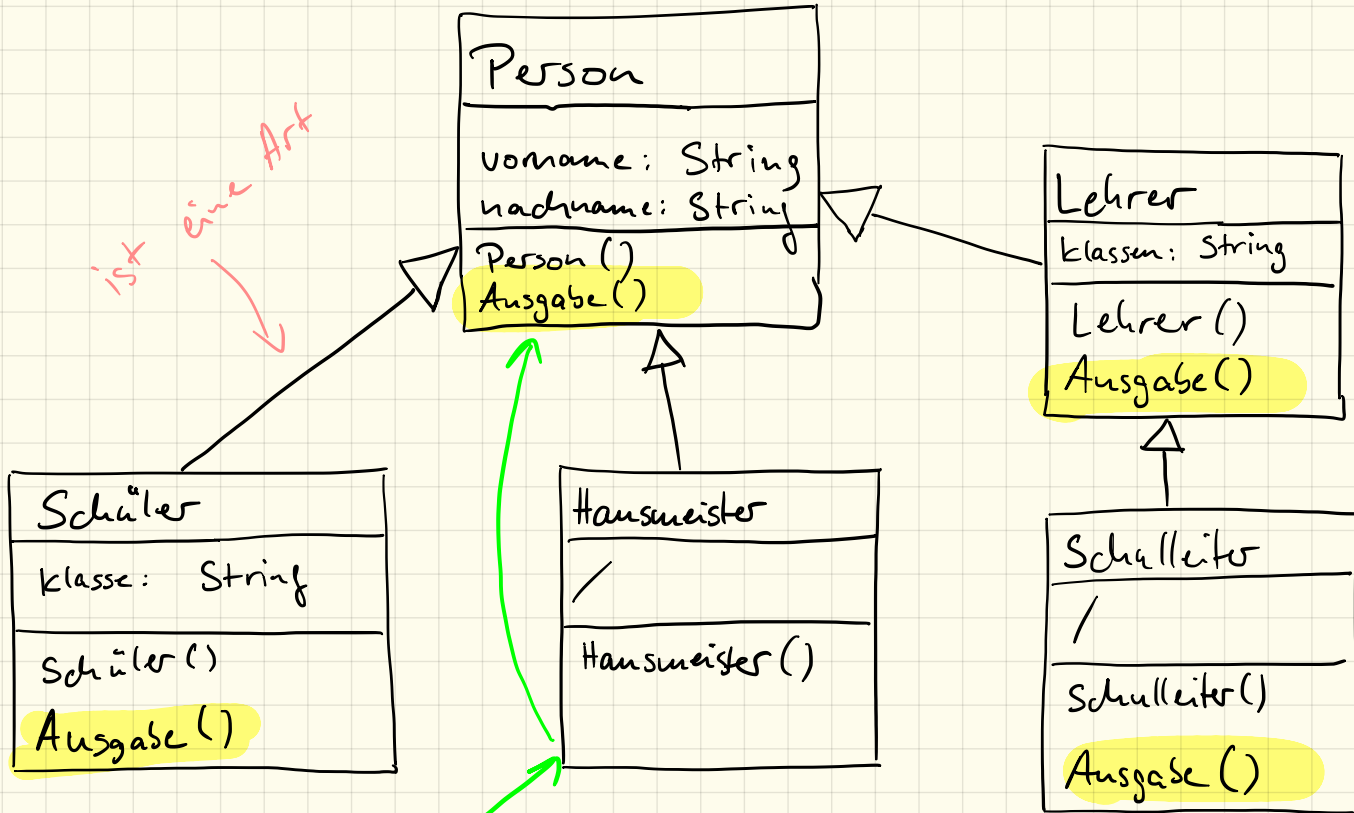 Person
vorname: String
nachname: String
Person()
Ausgabe()
ist eine Art
Lehrer
klassen: String
Lehrer()
Ausgabe()
Schüler
klasse: String
Schüler()
Ausgabe()
Hausmeister
/
Hausmeister()
Schulleiter
/
Schulleiter()
Ausgabe()